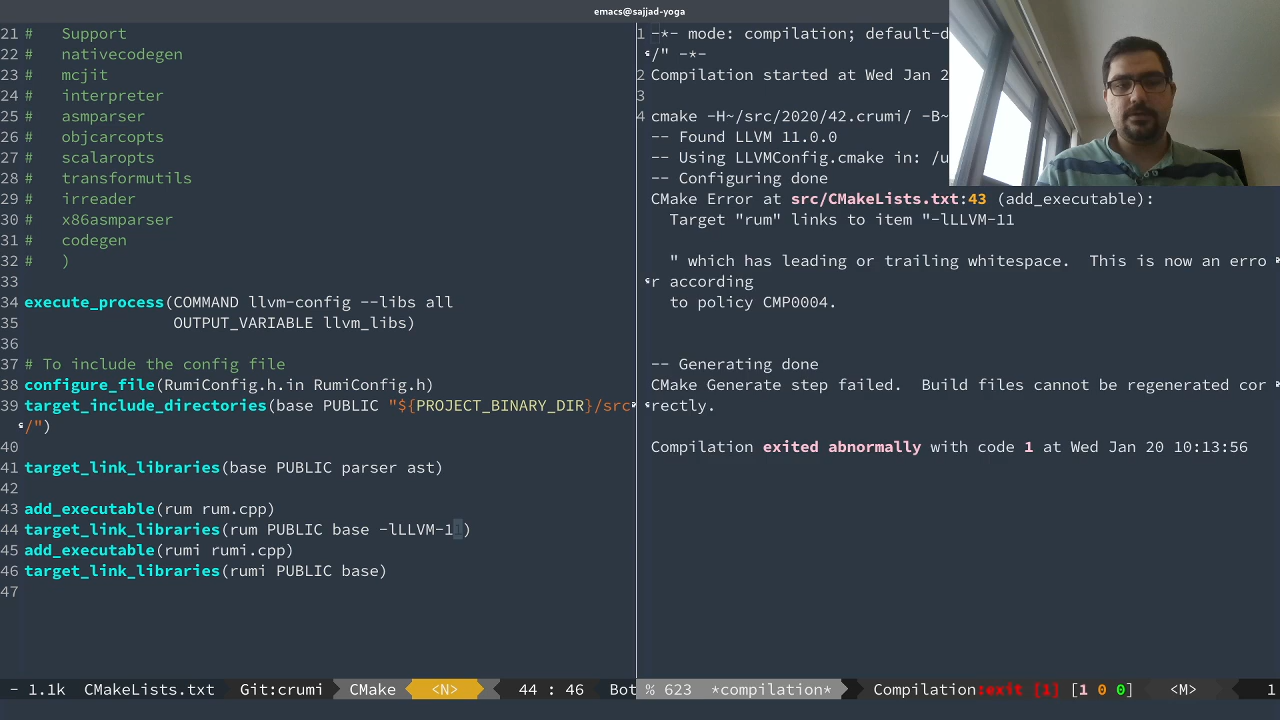 emacs@sajjad-yoga
21 #   Support
22 #   nativecodegen
23 #   mcjit
24 #   interpreter
25 #   asmparser
26 #   objcarcopts
27 #   scalaropts
28 #   transformutils
29 #   irreader
30 #   x86asmparser
31 #   codegen
32 #   )
33
34 execute_process(COMMAND llvm-config --libs all
35                 OUTPUT_VARIABLE llvm_libs)
36
37 # To include the config file
38 configure_file(RumiConfig.h.in RumiConfig.h)
39 target_include_directories(base PUBLIC "${PROJECT_BINARY_DIR}/src
/")
40
41 target_link_libraries(base PUBLIC parser ast)
42
43 add_executable(rum rum.cpp)
44 target_link_libraries(rum PUBLIC base -lLLVM-11)
45 add_executable(rumi rumi.cpp)
46 target_link_libraries(rumi PUBLIC base)
47
- 1.1k CMakeLists.txt Git:crumi CMake <N> 44 : 46 Bot
1 -*- mode: compilation; default-d
/" -*-
2 Compilation started at Wed Jan 2
3
4 cmake -H~/src/2020/42.crumi/ -B~
-- Found LLVM 11.0.0
-- Using LLVMConfig.cmake in: /u
-- Configuring done
CMake Error at src/CMakeLists.txt:43 (add_executable):
  Target "rum" links to item "-lLLVM-11
  " which has leading or trailing whitespace.  This is now an erro
r according
  to policy CMP0004.
-- Generating done
CMake Generate step failed.  Build files cannot be regenerated cor
rectly.
Compilation exited abnormally with code 1 at Wed Jan 20 10:13:56
% 623 *compilation* Compilation:exit [1] [1 0 0] <M> 1